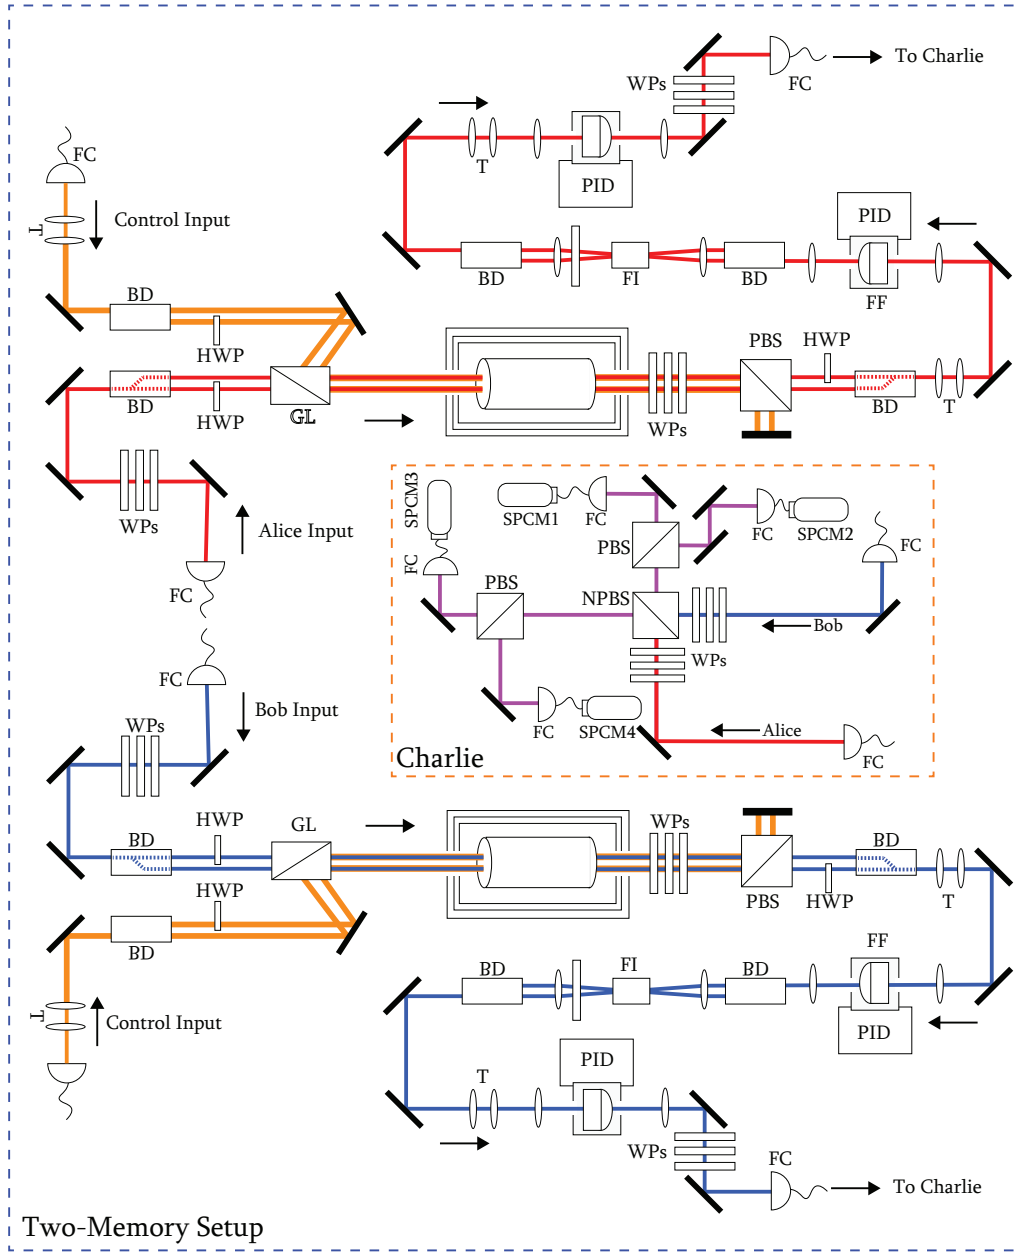 To Charlie
FC
WPs
T
PID
FC
Control Input
T
PID
BD
FI
BD
FF
BD
HWP
PBS
HWP
BD
HWP
GL
WPs
BD
T
WPs
Alice Input
FC
SPCM3
SPCM1
FC
FC
SPCM2
FC
FC
PBS
PBS
NPBS
Bob
WPs
FC
SPCM4
Alice
FC
Charlie
FC
Bob Input
WPs
HWP
GL
WPs
BD
BD
HWP
PBS
HWP
T
BD
BD
FI
BD
FF
T
Control Input
PID
PID
T
WPs
FC
To Charlie
Two-Memory Setup